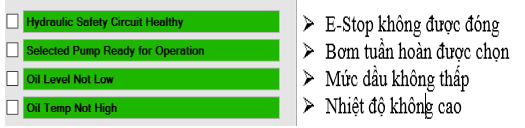 Hydraulic Safety Circuit Healthy
Selected Pump Ready for Operation
Oil Level Not Low
Oil Temp Not High
➢ E-Stop không được đóng
➢ Bơm tuần hoàn được chọn
➢ Mức dầu không thấp
➢ Nhiệt độ không cao